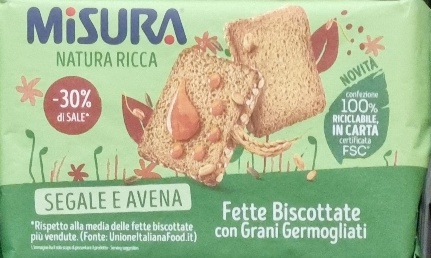 MiSURA
NATURA RICCA
-30%
di SALE*
NOVITÀ
confezione
100%
RICICLABILE,
IN CARTA
certificata
FSC®
SEGALE E AVENA
*Rispetto alla media delle fette biscottate
più vendute. (Fonte: UnioneItalianaFood.it)
Fette Biscottate
con Grani Germogliati